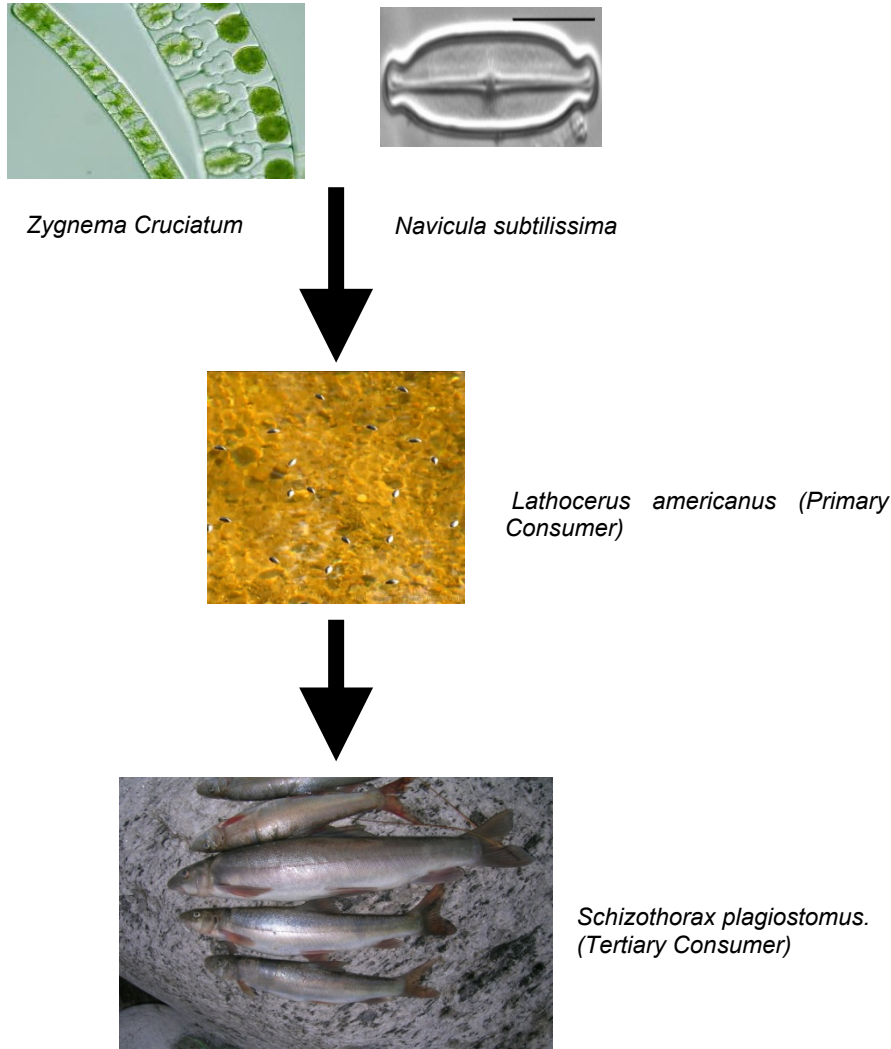 Zygnema Cruciatum
Navicula subtilissima
Lathocerus americanus (Primary
Consumer)
Schizothorax plagiostomus.
(Tertiary Consumer)